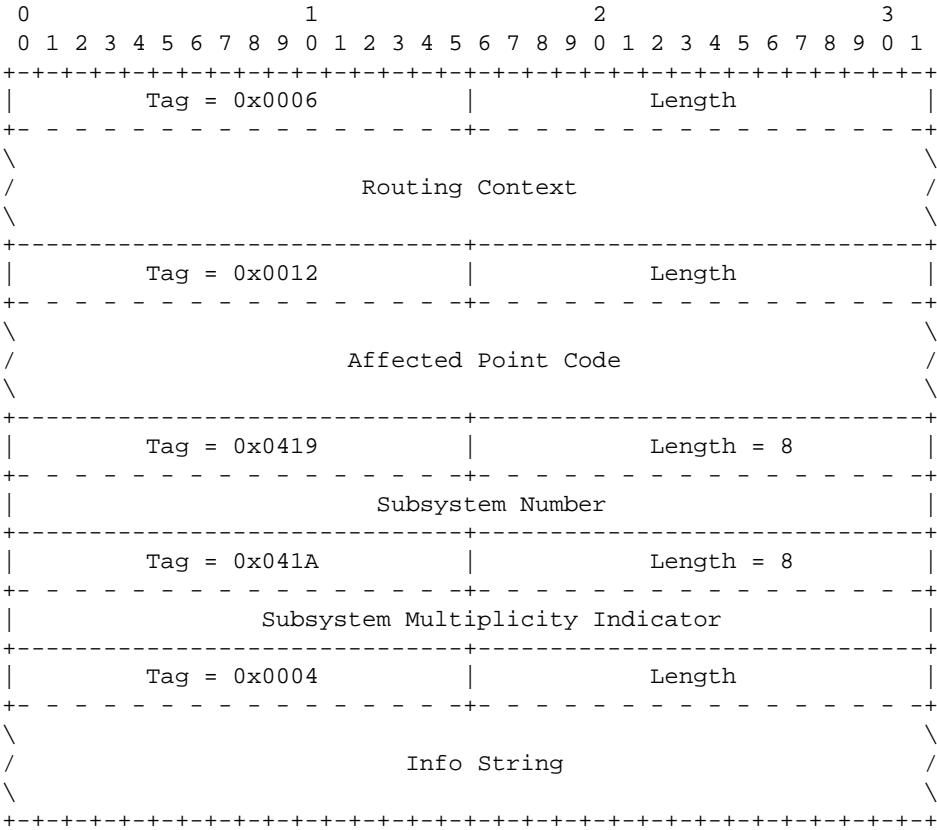 0                   1                   2                   3
 0 1 2 3 4 5 6 7 8 9 0 1 2 3 4 5 6 7 8 9 0 1 2 3 4 5 6 7 8 9 0 1
+-+-+-+-+-+-+-+-+-+-+-+-+-+-+-+-+-+-+-+-+-+-+-+-+-+-+-+-+-+-+-+-+
|         Tag = 0x0006          |            Length             |
+- - - - - - - - - - - - - - - -+- - - - - - - - - - - - - - - -+
\                                                               \
/                        Routing Context                        /
\                                                               \
+-------------------------------+-------------------------------+
|         Tag = 0x0012          |            Length             |
+- - - - - - - - - - - - - - - -+- - - - - - - - - - - - - - - -+
\                                                               \
/                       Affected Point Code                     /
\                                                               \
+-------------------------------+-------------------------------+
|         Tag = 0x0419          |            Length = 8         |
+- - - - - - - - - - - - - - - -+- - - - - - - - - - - - - - - -+
|                         Subsystem Number                      |
+-------------------------------+-------------------------------+
|         Tag = 0x041A          |            Length = 8         |
+- - - - - - - - - - - - - - - -+- - - - - - - - - - - - - - - -+
|                 Subsystem Multiplicity Indicator              |
+-------------------------------+-------------------------------+
|         Tag = 0x0004          |            Length             |
+- - - - - - - - - - - - - - - -+- - - - - - - - - - - - - - - -+
\                                                               \
/                           Info String                         /
\                                                               \
+-+-+-+-+-+-+-+-+-+-+-+-+-+-+-+-+-+-+-+-+-+-+-+-+-+-+-+-+-+-+-+-+